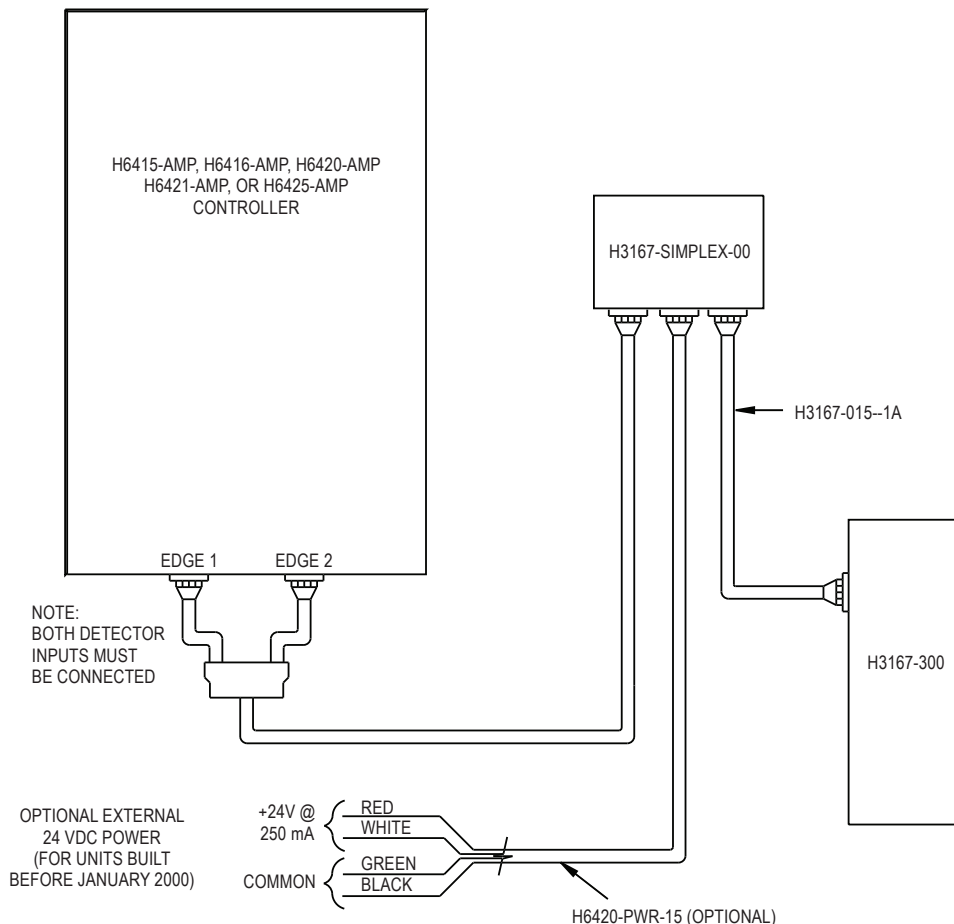 H6415-AMP, H6416-AMP, H6420-AMP
H6421-AMP, OR H6425-AMP
CONTROLLER
H3167-SIMPLEX-00
H3167-015--1A
EDGE 1
EDGE 2
NOTE:
BOTH DETECTOR
INPUTS MUST
BE CONNECTED
H3167-300
OPTIONAL EXTERNAL
24 VDC POWER
(FOR UNITS BUILT
BEFORE JANUARY 2000)
+24V @
250 mA
RED
WHITE
COMMON
GREEN
BLACK
H6420-PWR-15 (OPTIONAL)